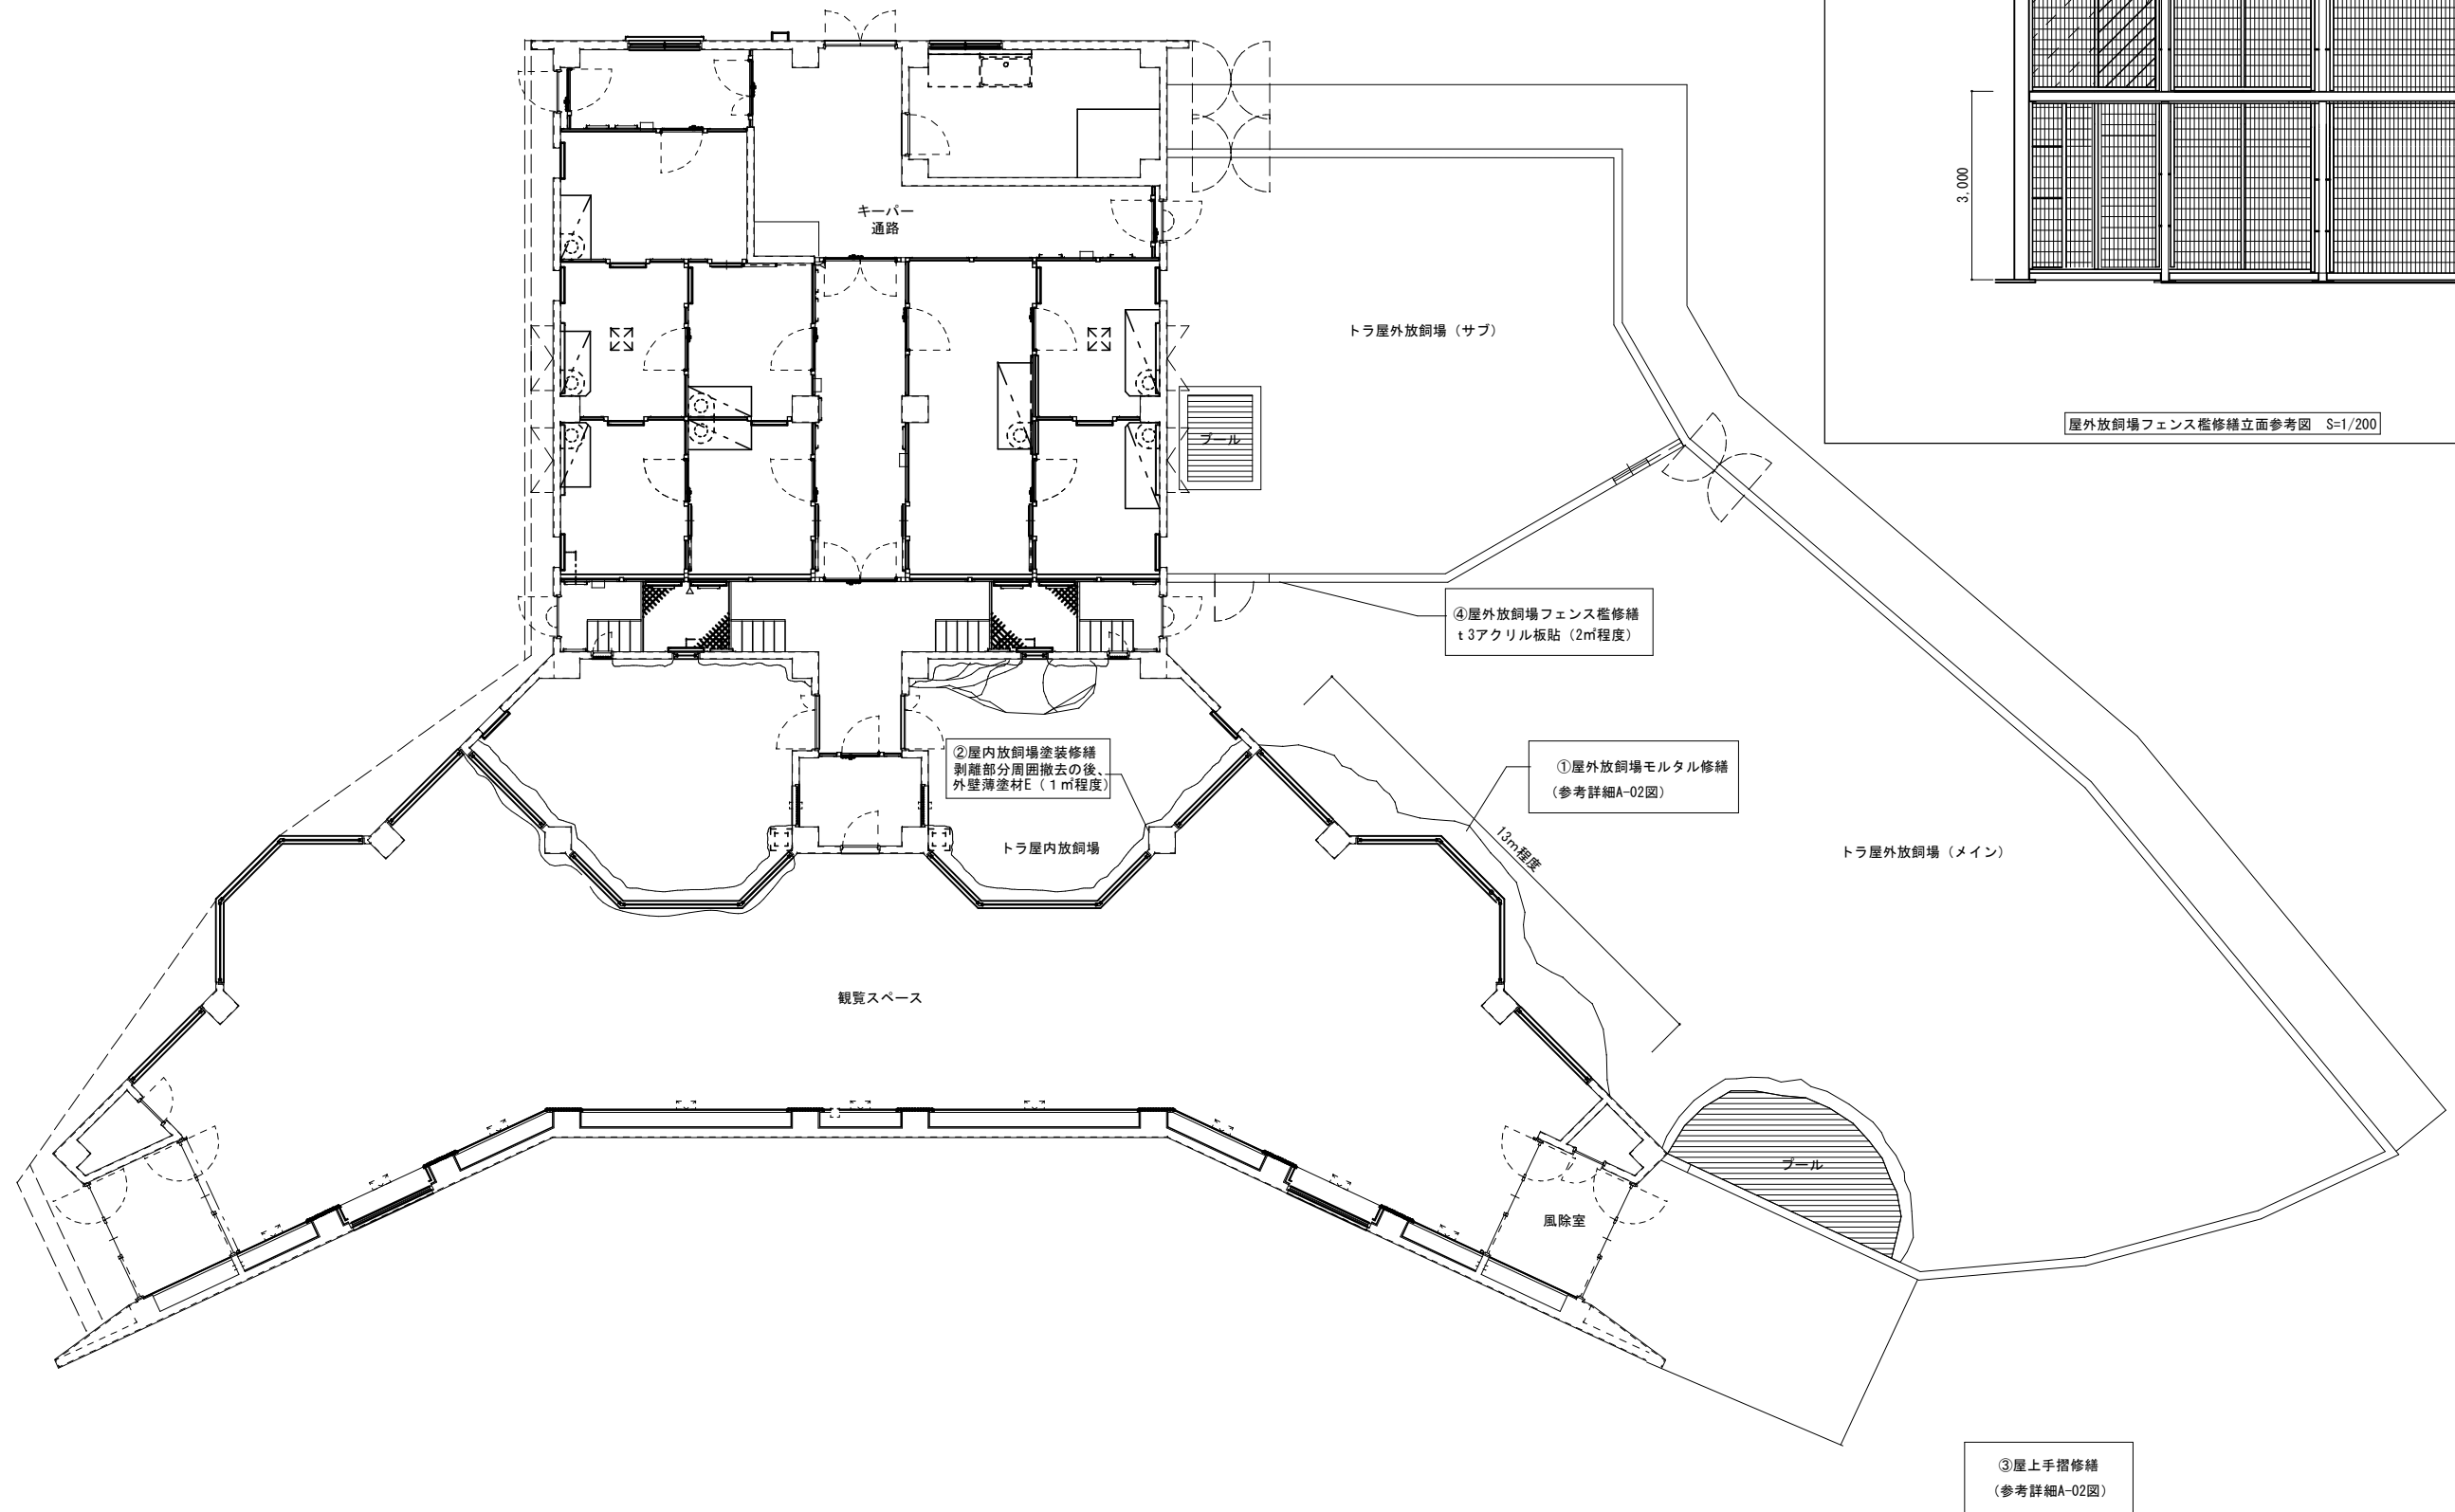 3,000
キーパー
通路
トラ屋外放飼場（サブ）
屋外放飼場フェンス檻修繕立面参考図　S=1/200
プール
④屋外放飼場フェンス檻修繕
ｔ3アクリル板貼（2㎡程度）
②屋内放飼場塗装修繕
剥離部分周囲撤去の後、
外壁薄塗材E（１㎡程度）
①屋外放飼場モルタル修繕
（参考詳細A-02図）
13m程度
トラ屋内放飼場
トラ屋外放飼場（メイン）
観覧スペース
プール
風除室
③屋上手摺修繕
（参考詳細A-02図）